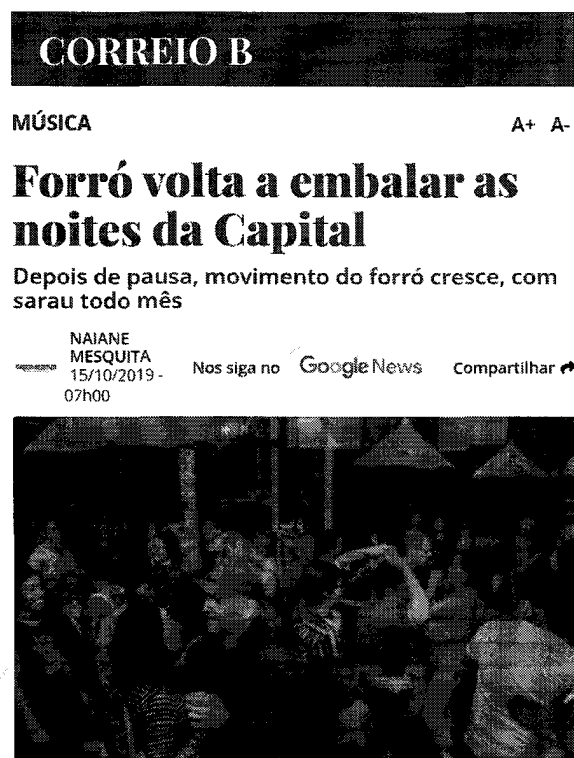 CORREIO B
MÚSICA
A+ A-
Forró volta a embalar as
noites da Capital
Depois de pausa, movimento do forró cresce, com
sarau todo mês
NAIANE
MESQUITA
15/10/2019 -
07h00
Nos siga no
Google News
Compartilhar